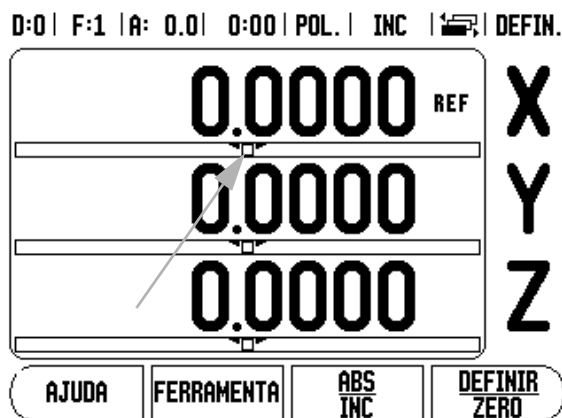 D:0 | F:1 | A: 0.0 | 0:00 | POL. | INC | DEFIN.
0.0000 REF X
0.0000 Y
0.0000 Z
AJUDA FERRAMENTA ABS INC DEFINIR ZERO